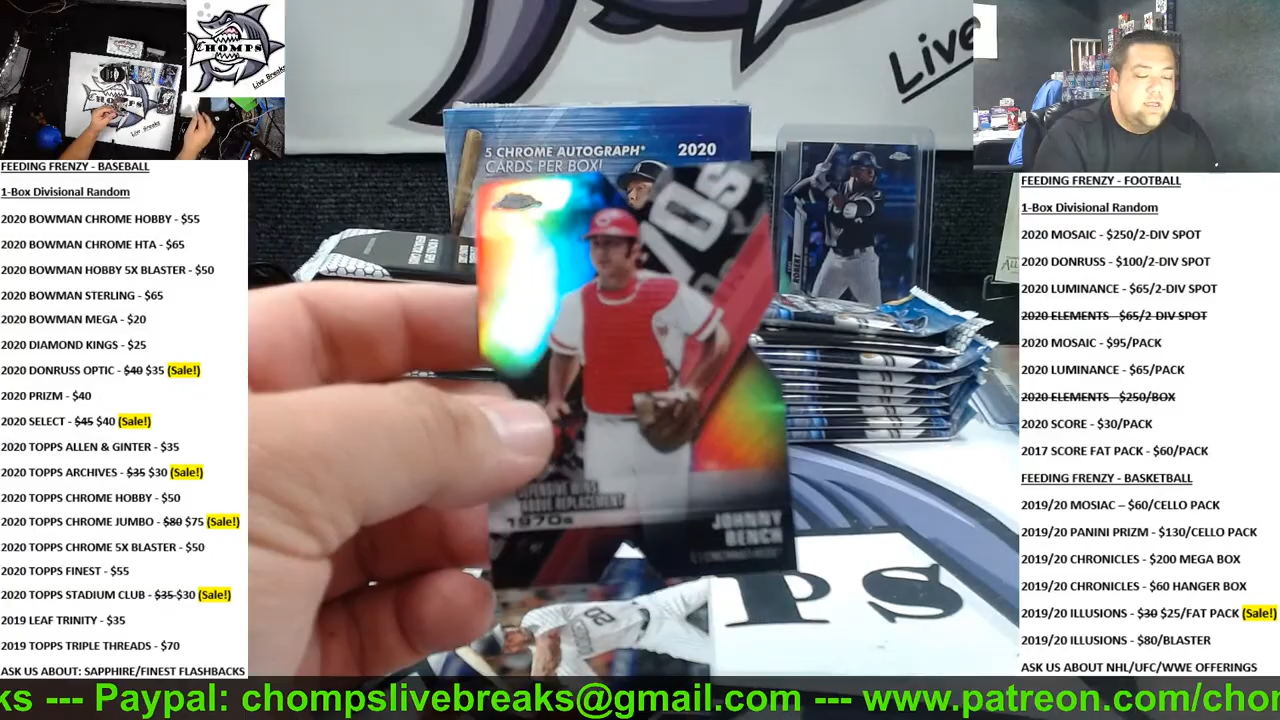 CHOMPS
Live Breaks
FEEDING FRENZY - BASEBALL
1-Box Divisional Random
2020 BOWMAN CHROME HOBBY - $55
2020 BOWMAN CHROME HTA - $65
2020 BOWMAN HOBBY 5X BLASTER - $50
2020 BOWMAN STERLING - $65
2020 BOWMAN MEGA - $20
2020 DIAMOND KINGS - $25
2020 DONRUSS OPTIC - $40 $35 (Sale!)
2020 PRIZM - $40
2020 SELECT - $45 $40 (Sale!)
2020 TOPPS ALLEN & GINTER - $35
2020 TOPPS ARCHIVES - $35 $30 (Sale!)
2020 TOPPS CHROME HOBBY - $50
2020 TOPPS CHROME JUMBO - $80 $75 (Sale!)
2020 TOPPS CHROME 5X BLASTER - $50
2020 TOPPS FINEST - $55
2020 TOPPS STADIUM CLUB - $35 $30 (Sale!)
2019 LEAF TRINITY - $35
2019 TOPPS TRIPLE THREADS - $70
ASK US ABOUT: SAPPHIRE/FINEST FLASHBACKS
Live
5 CHROME AUTOGRAPH*
CARDS PER BOX!
2020
ABOVE REPLACEMENT
1970s
JOHNNY
BENCH
PS
FEEDING FRENZY - FOOTBALL
1-Box Divisional Random
2020 MOSAIC - $250/2-DIV SPOT
2020 DONRUSS - $100/2-DIV SPOT
2020 LUMINANCE - $65/2-DIV SPOT
2020 ELEMENTS - $65/2 DIV SPOT
2020 MOSAIC - $95/PACK
2020 LUMINANCE - $65/PACK
2020 ELEMENTS - $250/BOX
2020 SCORE - $30/PACK
2017 SCORE FAT PACK - $60/PACK
FEEDING FRENZY - BASKETBALL
2019/20 MOSIAC – $60/CELLO PACK
2019/20 PANINI PRIZM - $130/CELLO PACK
2019/20 CHRONICLES - $200 MEGA BOX
2019/20 CHRONICLES - $60 HANGER BOX
2019/20 ILLUSIONS - $30 $25/FAT PACK (Sale!)
2019/20 ILLUSIONS - $80/BLASTER
ASK US ABOUT NHL/UFC/WWE OFFERINGS
ks --- Paypal: chompslivebreaks@gmail.com --- www.patreon.com/chor